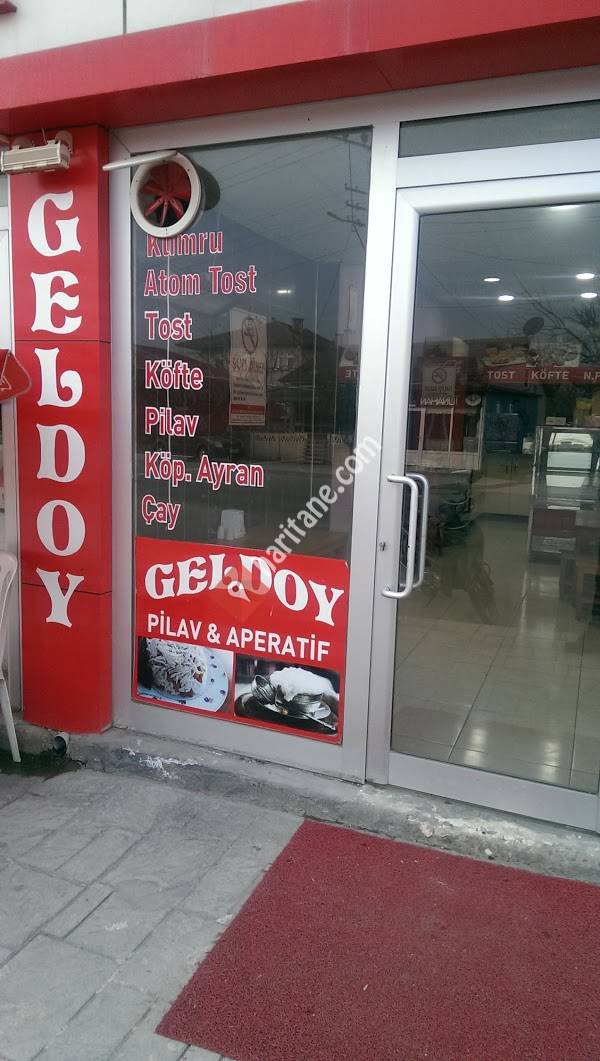 GELDOY
Kumru
Atom Tost
Tost
Köfte
Pilav
Köp. Ayran
Çay
GELDOY
PİLAV & APERATİF
TOST KÖFTE
haritane.com